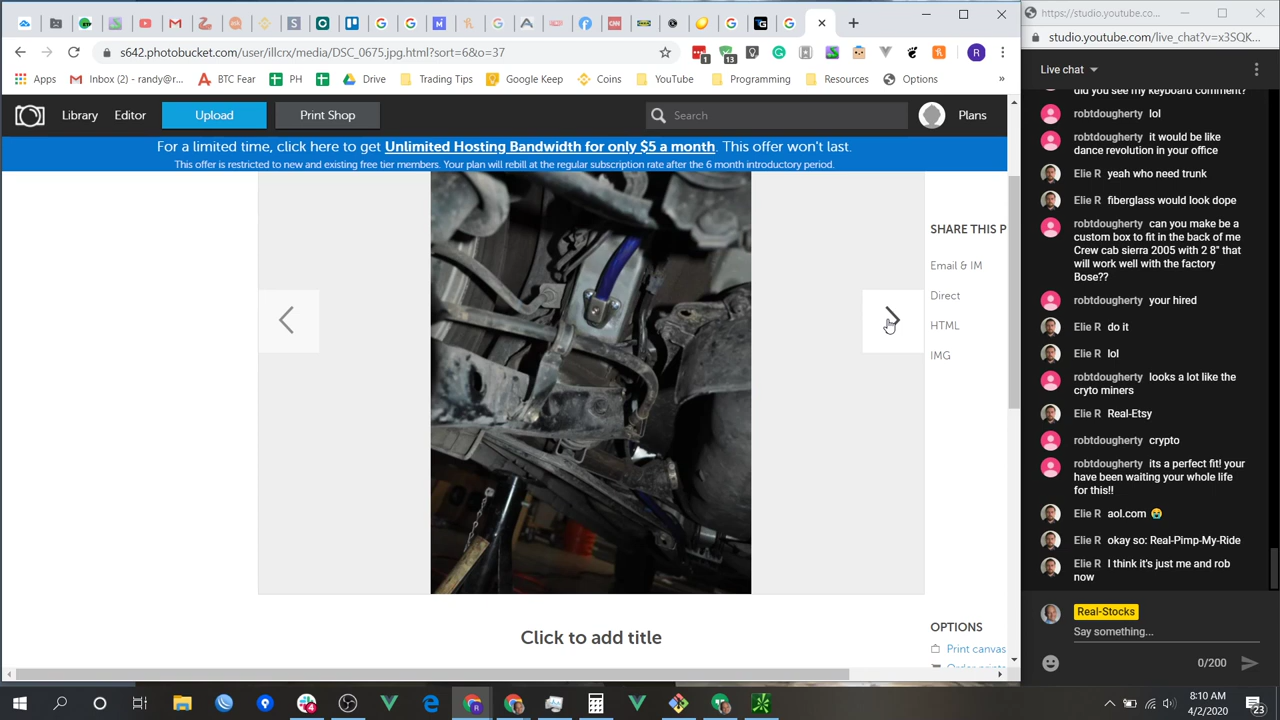 s642.photobucket.com/user/illcrx/media/DSC_0675.jpg.html?sort=6&o=37
Apps
Inbox (2) - randy@r...
BTC Fear
PH
Drive
Trading Tips
Google Keep
Coins
YouTube
Programming
Resources
Options
»
Library
Editor
Upload
Print Shop
Search
Plans
For a limited time, click here to get Unlimited Hosting Bandwidth for only $5 a month. This offer won't last.
This offer is restricted to new and existing free tier members. Your plan will rebill at the regular subscription rate after the 6 month introductory period.
SHARE THIS P
Email & IM
Direct
HTML
IMG
Click to add title
OPTIONS
Print canvas
https://studio.youtube.co...
studio.youtube.com/live_chat?v=x3SQK...
Live chat
did you see my keyboard comment?
robtdougherty lol
robtdougherty it would be like
dance revolution in your office
Elie R yeah who need trunk
Elie R fiberglass would look dope
robtdougherty can you make be a
custom box to fit in the back of me
Crew cab sierra 2005 with 2 8" that
will work well with the factory
Bose??
robtdougherty your hired
Elie R do it
Elie R lol
robtdougherty looks a lot like the
cryto miners
Elie R Real-Etsy
robtdougherty crypto
robtdougherty its a perfect fit! your
have been waiting your whole life
for this!!
Elie R aol.com 😭
Elie R okay so: Real-Pimp-My-Ride
Elie R I think it's just me and rob
now
Real-Stocks
Say something...
0/200
8:10 AM
4/2/2020
23